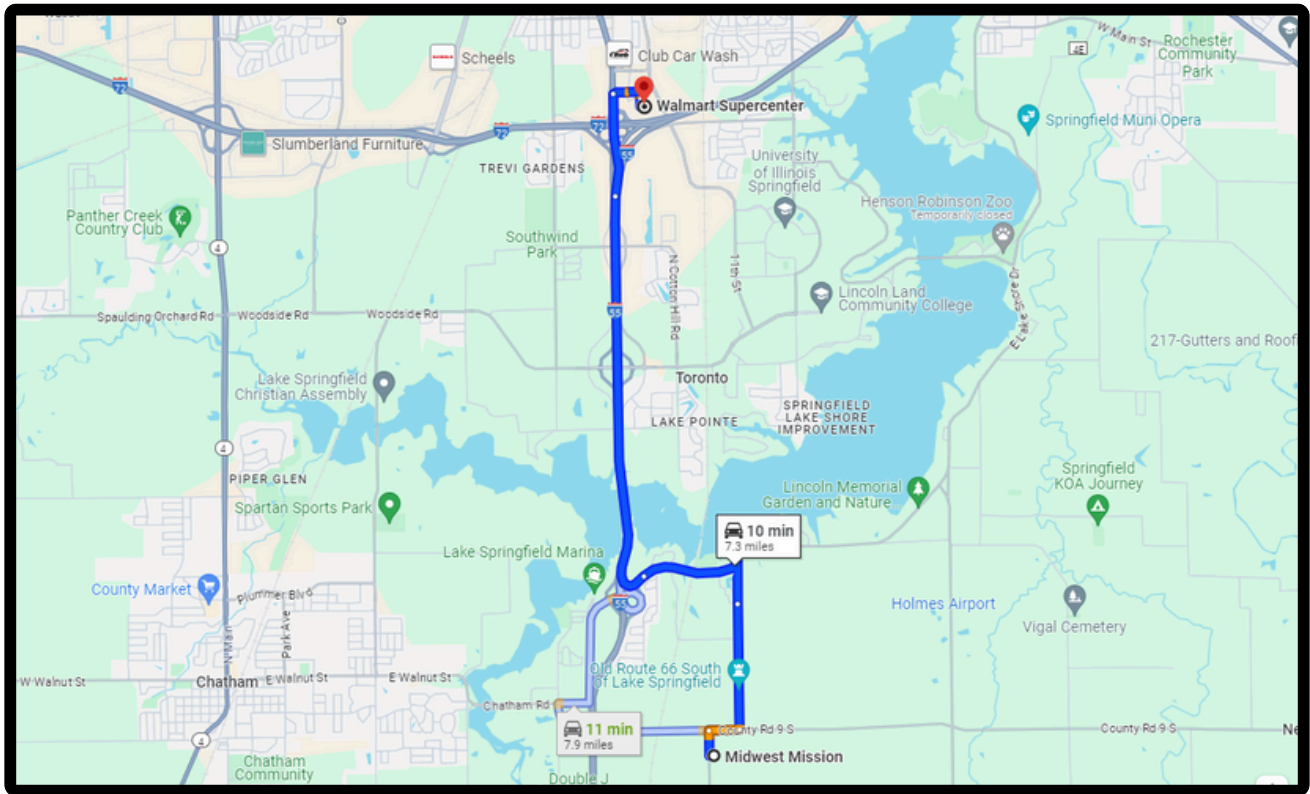 W Main St
4E
Rochester
Community
Park
Scheels
Club Car Wash
72
Walmart Supercenter
Springfield Muni Opera
72
72
Slumberland Furniture
55
University
of Illinois
Springfield
TREVI GARDENS
Henson Robinson Zoo
Temporarily closed
Panther Creek
Country Club
4
Southwind
Park
N Cotton Hill Rd
11th St
E Lake Shore Dr
Lincoln Land
Community College
55
Spaulding Orchard Rd
Woodside Rd
Woodside Rd
217-Gutters and Roof
Lake Springfield
Christian Assembly
Toronto
SPRINGFIELD
LAKE SHORE
IMPROVEMENT
LAKE POINTE
4
PIPER GLEN
Springfield
KOA Journey
Spartan Sports Park
Lincoln Memorial
Garden and Nature
10 min
7.3 miles
Lake Springfield Marina
County Market
Plummer Blvd
55
Holmes Airport
Vigal Cemetery
N Main
Park Ave
Old Route 66 South
Of Lake Springfield
W Walnut St
Chatham
E Walnut St
E Walnut St
Chatham Rd
11 min
7.9 miles
County Rd 9 S
County Rd 9 S
Ne
4
Midwest Mission
Chatham
Community
Double J